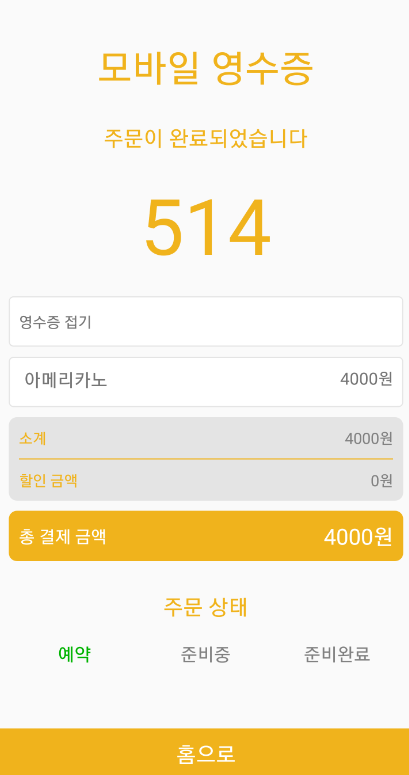 모바일 영수증
주문이 완료되었습니다
514
영수증 접기
아메리카노 4000원
소계 4000원
할인 금액 0원
총 결제 금액 4000원
주문 상태
예약 준비중 준비완료
홈으로